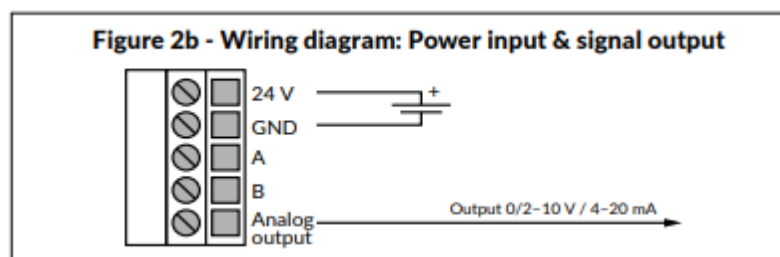 Figure 2b - Wiring diagram: Power input & signal output
24 V
+
GND
A
B
Analog
output
Output 0/2–10 V / 4–20 mA